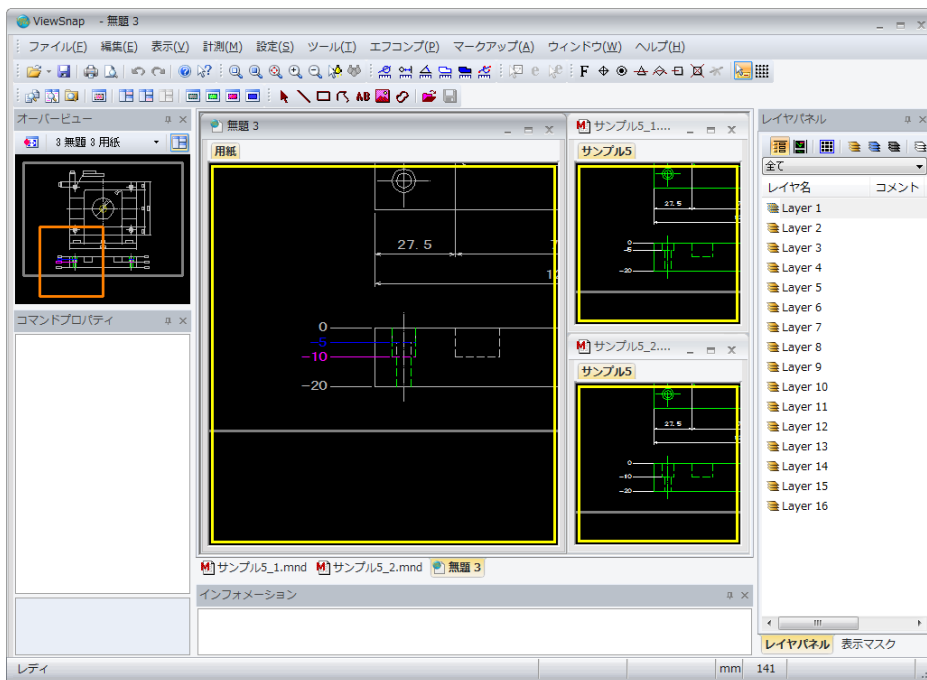 ViewSnap - 無題 3
ファイル(F) 編集(E) 表示(V) 計測(M) 設定(S) ツール(T) エフコンプ(P) マークアップ(A) ウィンドウ(W) ヘルプ(H)
F
AB
オーバービュー
3 無題 3 用紙
コマンドプロパティ
無題 3
用紙
27.5
0
-5
-10
-20
サンプル5_1....
サンプル5
27.5
0
-5
-20
サンプル5_2....
サンプル5
27.5
0
-10
-20
サンプル5_1.mnd サンプル5_2.mnd 無題 3
インフォメーション
レイヤパネル
全て
レイヤ名 コメント
Layer 1
Layer 2
Layer 3
Layer 4
Layer 5
Layer 6
Layer 7
Layer 8
Layer 9
Layer 10
Layer 11
Layer 12
Layer 13
Layer 14
Layer 15
Layer 16
レイヤパネル 表示マスク
レディ mm 141